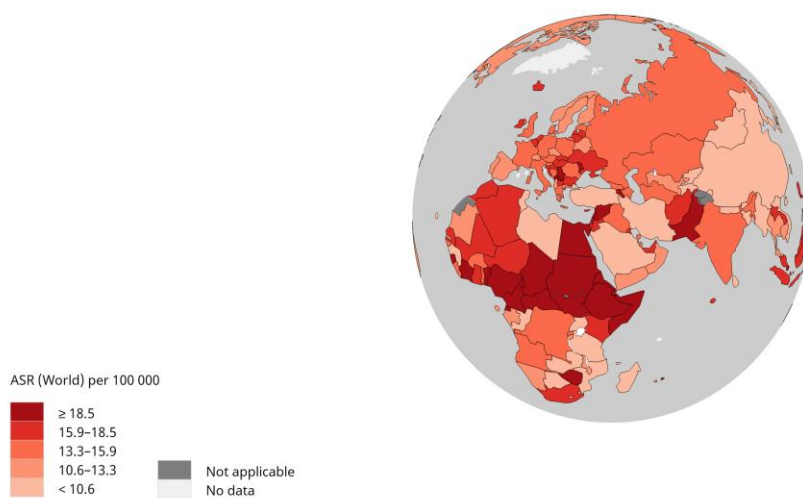 ASR (World) per 100 000
≥ 18.5
15.9–18.5
13.3–15.9
10.6–13.3
< 10.6
Not applicable
No data